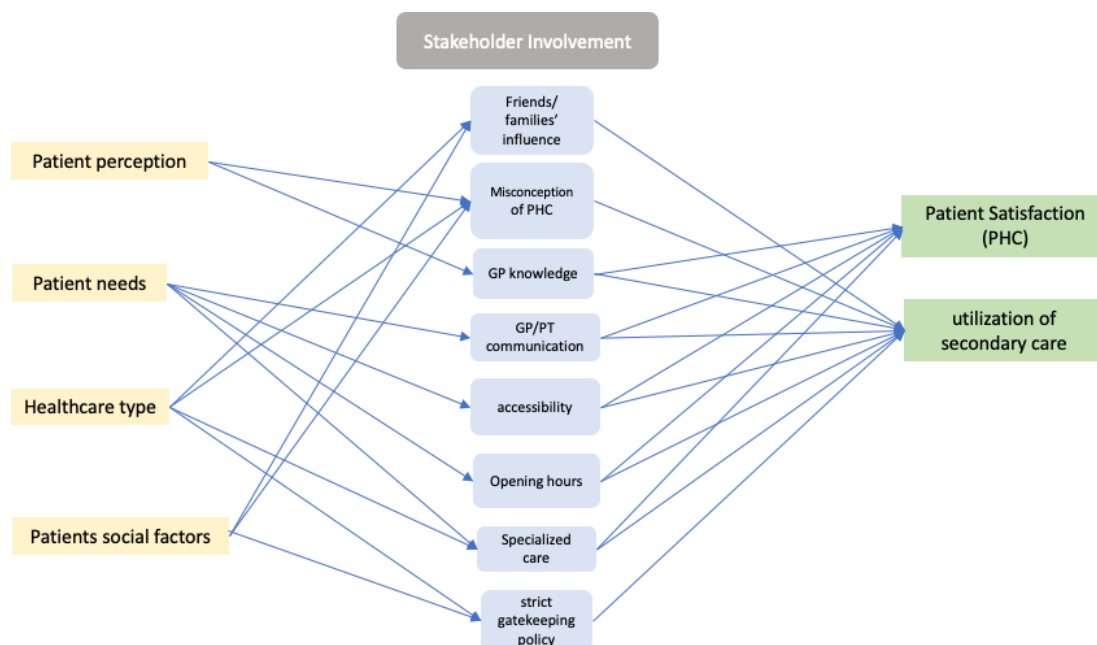 Stakeholder Involvement
Patient perception
Patient needs
Healthcare type
Patients social factors
Friends/
families'
influence
Misconception
of PHC
GP knowledge
GP/PT
communication
accessibility
Opening hours
Specialized
care
strict
gatekeeping
policy
Patient Satisfaction
(PHC)
utilization of
secondary care